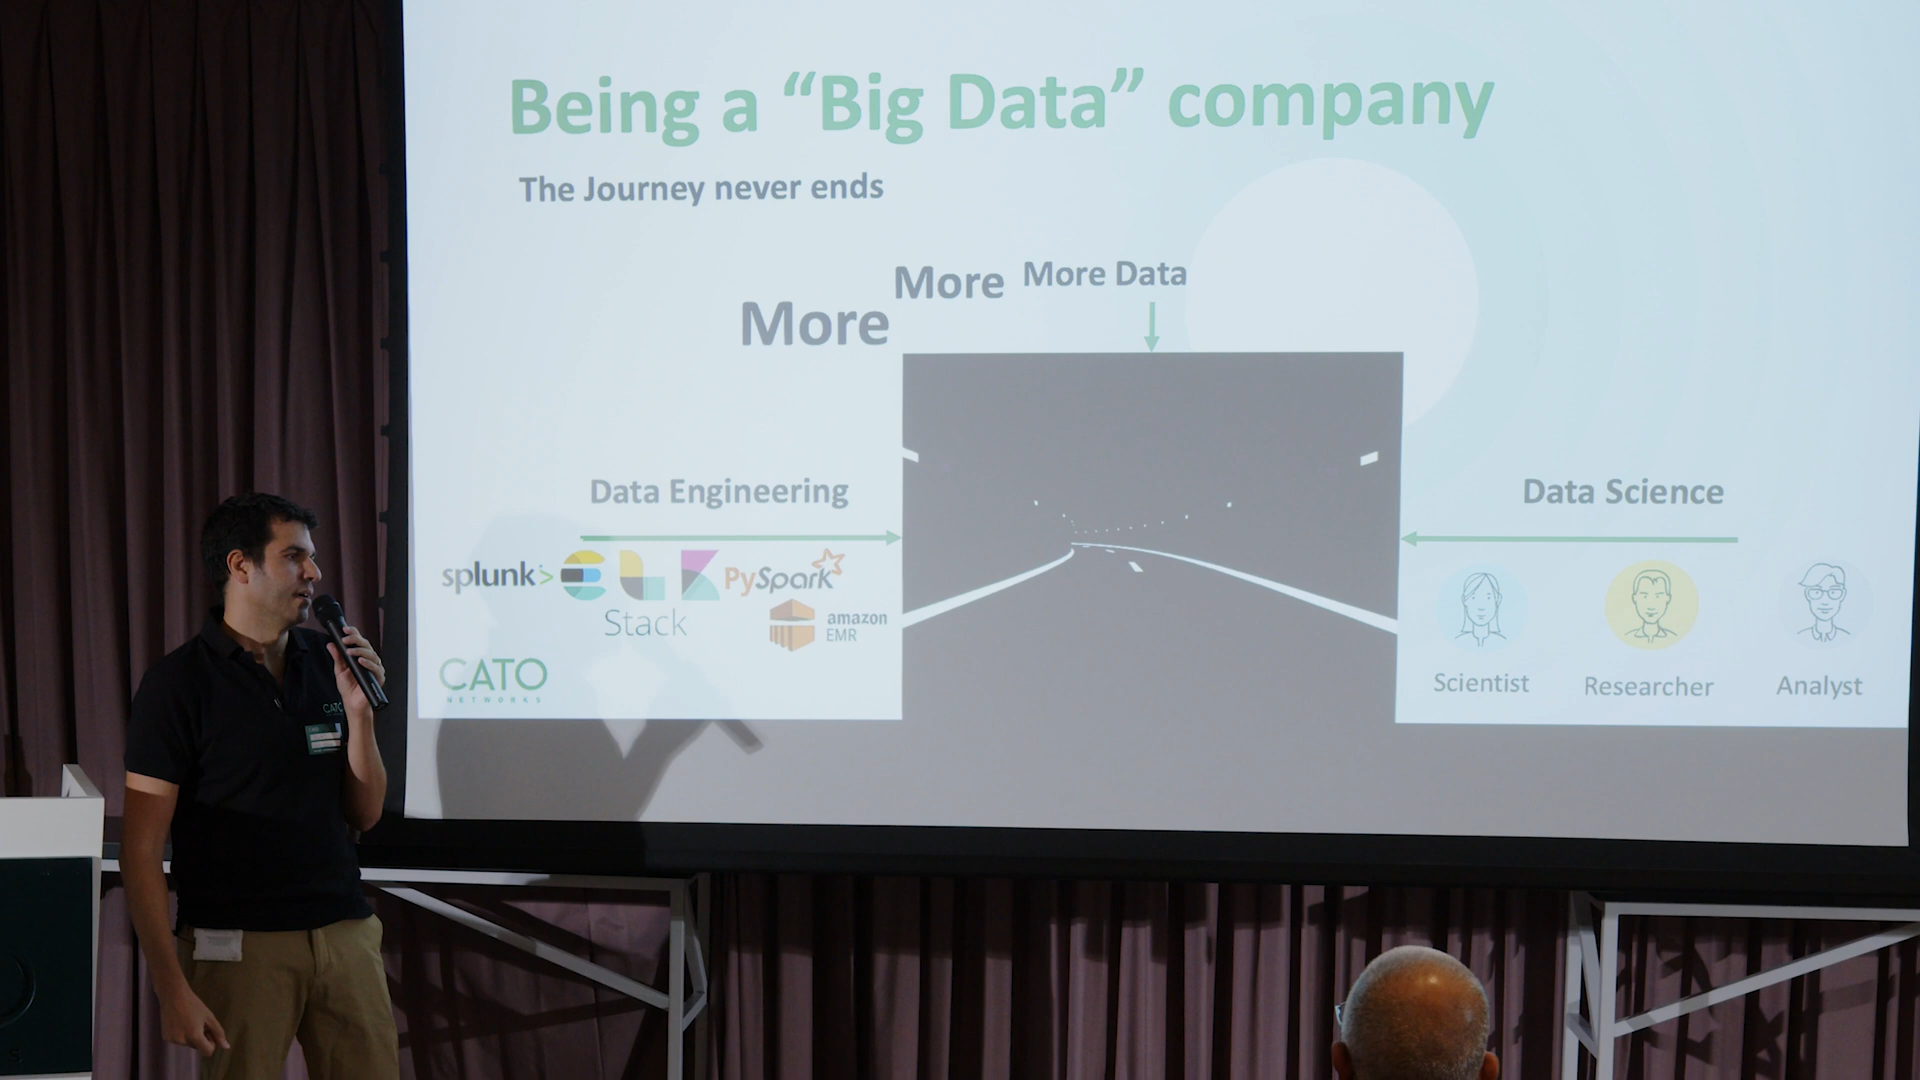 Being a “Big Data” company
The Journey never ends
More
More
More Data
Data Engineering
Data Science
splunk>
PySpark
Stack
amazon
EMR
CATO
NETWORKS
Scientist
Researcher
Analyst
CATO